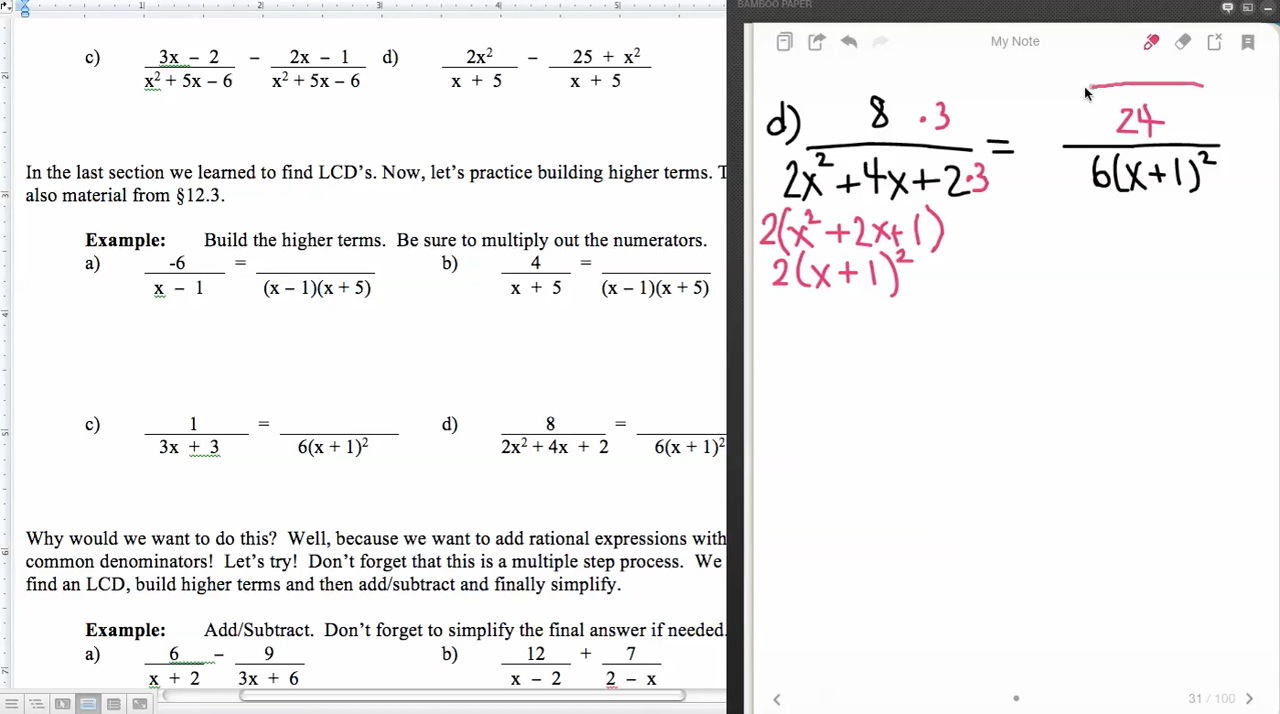 BAMBOO PAPER
My Note
c) 3x – 2 – 2x – 1 d) 2x² – 25 + x²
x² + 5x – 6 x² + 5x – 6 x + 5 x + 5
In the last section we learned to find LCD's. Now, let's practice building higher terms. T
also material from §12.3.
Example: Build the higher terms. Be sure to multiply out the numerators.
a) -6 = b) 4 =
x – 1 (x – 1)(x + 5) x + 5 (x – 1)(x + 5)
c) 1 = d) 8 =
3x + 3 6(x + 1)² 2x² + 4x + 2 6(x + 1)²
Why would we want to do this? Well, because we want to add rational expressions with
common denominators! Let's try! Don't forget that this is a multiple step process. We
find an LCD, build higher terms and then add/subtract and finally simplify.
Example: Add/Subtract. Don't forget to simplify the final answer if needed.
a) 6 – 9 b) 12 + 7
x + 2 3x + 6 x – 2 2 – x
d) 8 · 3 = 24
2x² + 4x + 2 · 3 6(x+1)²
2(x² + 2x + 1)
2(x + 1)²
31 / 100